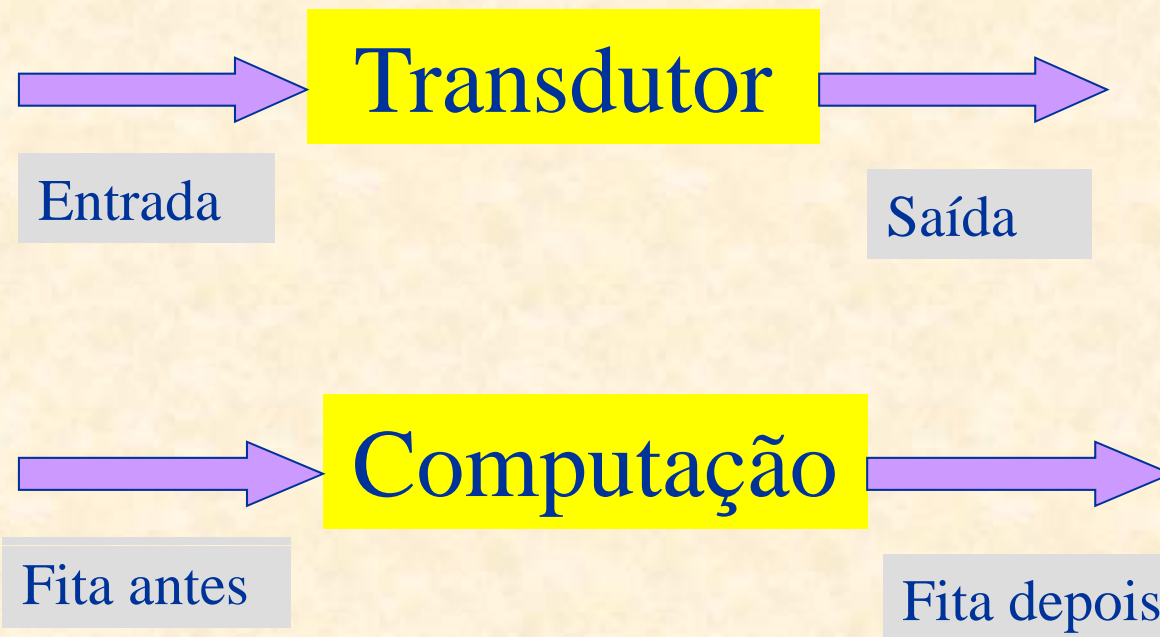 Transdutor
Entrada
Saída
Computação
Fita antes
Fita depois